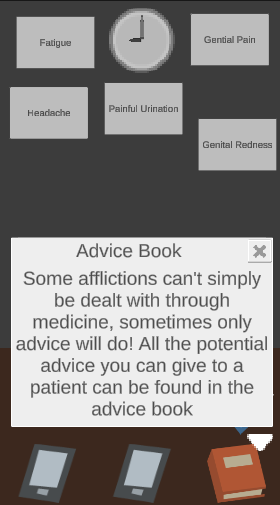 Fatigue
Gential Pain
Headache
Painful Urination
Genital Redness
Advice Book
Some afflictions can't simply
be dealt with through
medicine, sometimes only
advice will do! All the potential
advice you can give to a
patient can be found in the
advice book